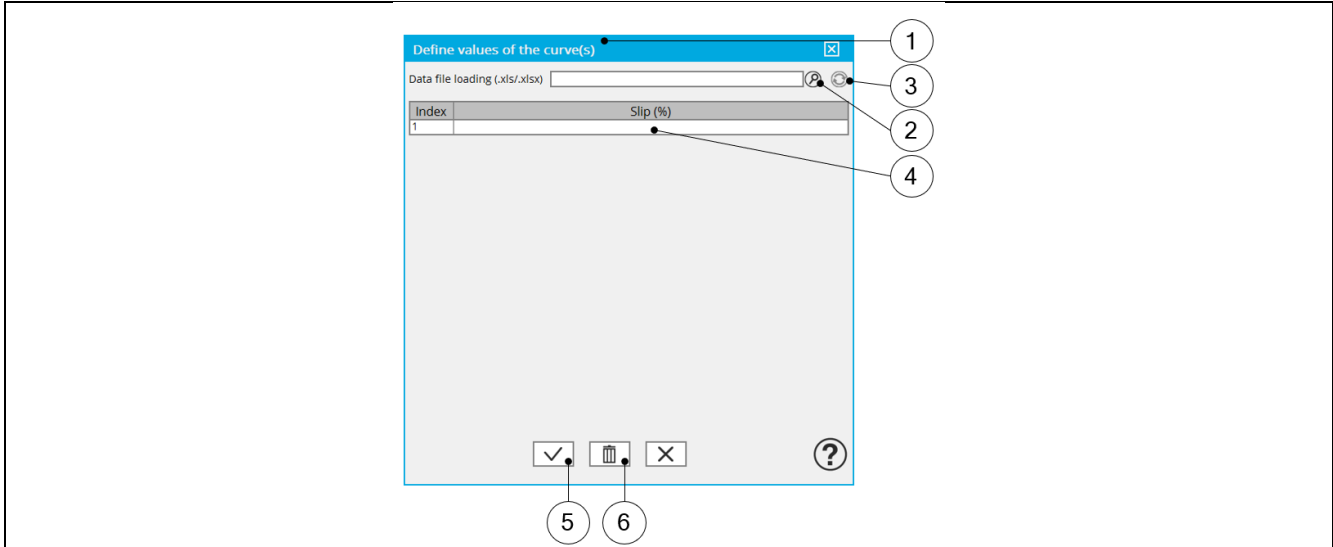 1
Define values of the curve(s)
Data file loading (.xls/.xlsx)
3
Index Slip (%)
2
1
4
?
5 6